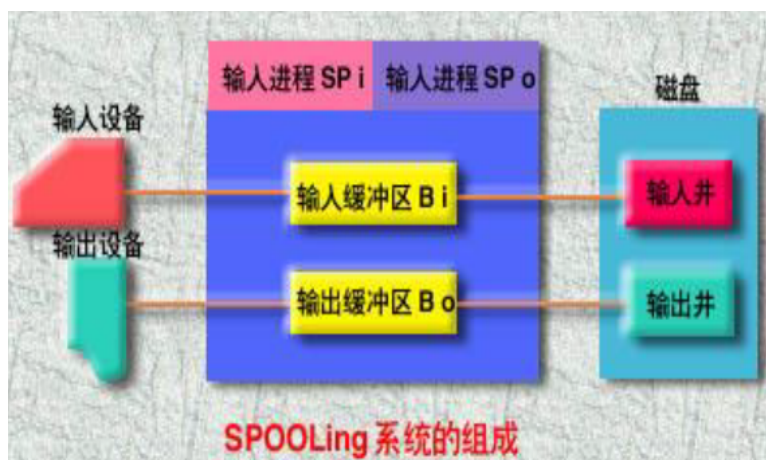 输入进程 SP i
输入进程 SP o
磁盘
输入设备
输入缓冲区 B i
输入井
输出设备
输出缓冲区 B o
输出井
SPOOLing 系统的组成